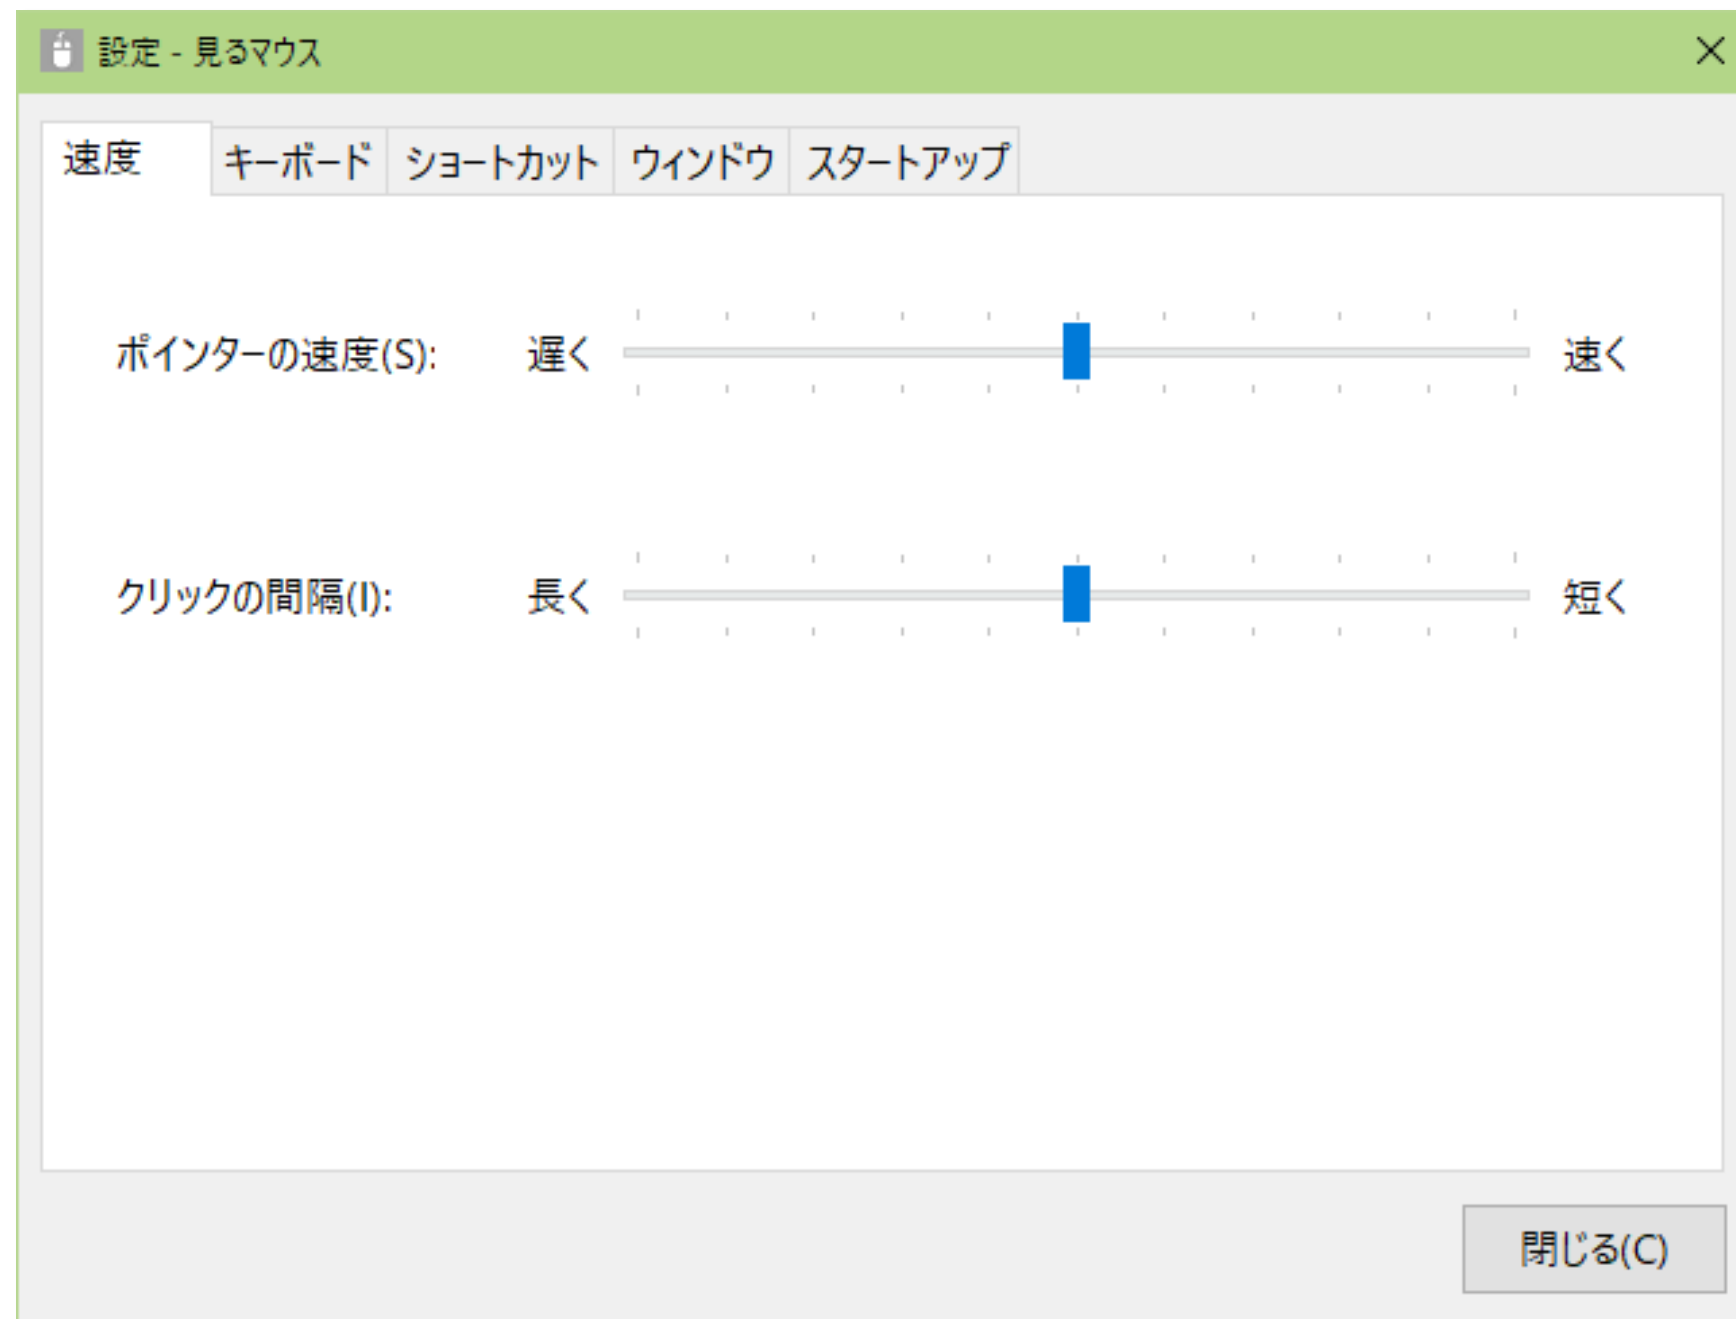 設定 - 見るマウス
速度 キーボード ショートカット ウィンドウ スタートアップ
ポインターの速度(S): 遅く 速く
クリックの間隔(I): 長く 短く
閉じる(C)